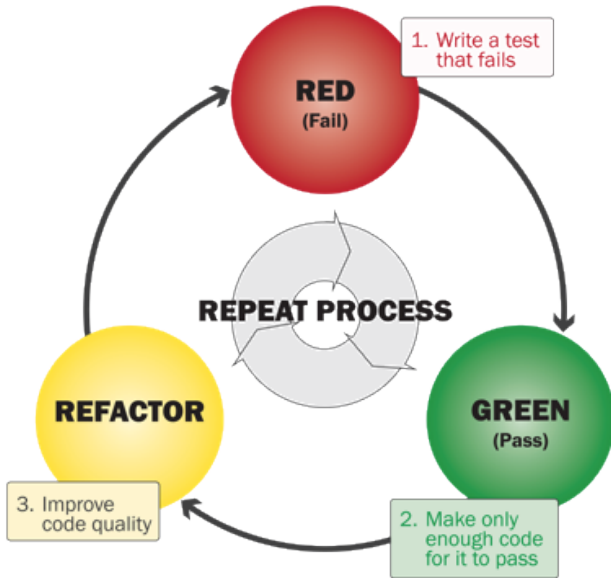 1. Write a test
that fails
RED
(Fail)
REPEAT PROCESS
REFACTOR
GREEN
(Pass)
3. Improve
code quality
2. Make only
enough code
for it to pass